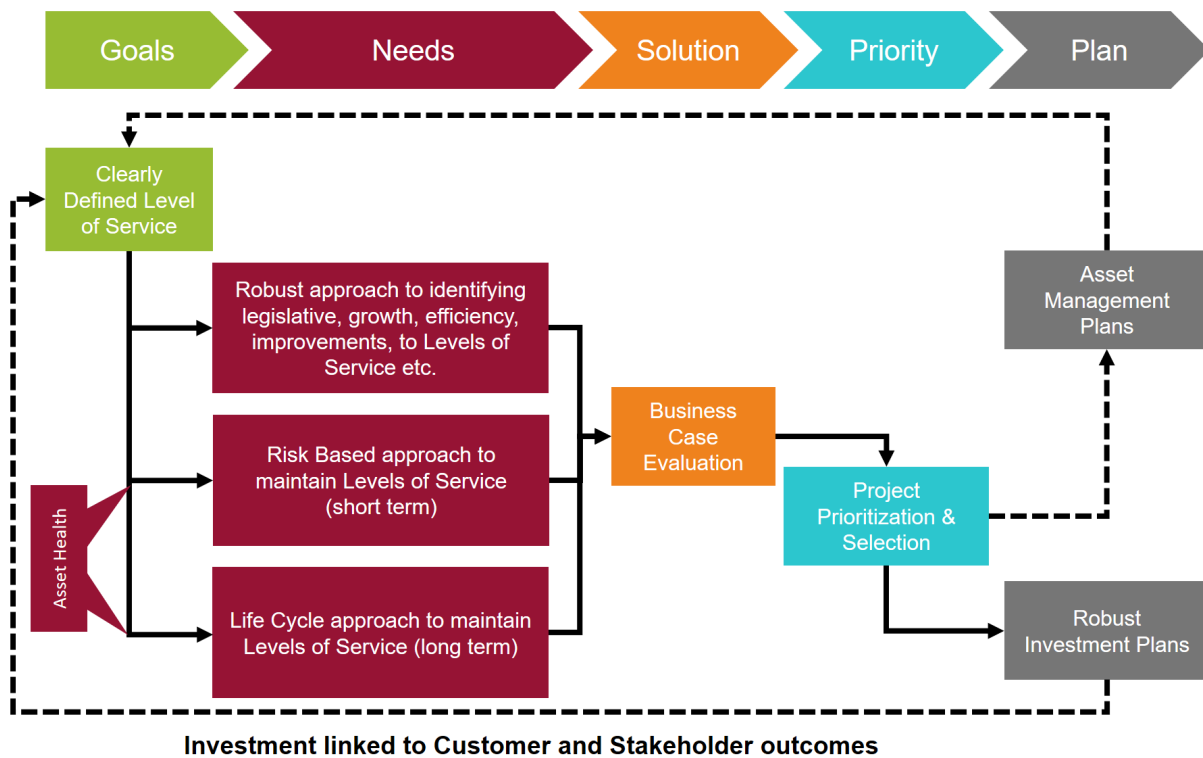 Goals
Needs
Solution
Priority
Plan
Clearly
Defined Level
of Service
Robust approach to identifying
legislative, growth, efficiency,
improvements, to Levels of
Service etc.
Asset
Management
Plans
Business
Case
Evaluation
Risk Based approach to
maintain Levels of Service
(short term)
Project
Prioritization &
Selection
Asset Health
Life Cycle approach to maintain
Levels of Service (long term)
Robust
Investment Plans
Investment linked to Customer and Stakeholder outcomes